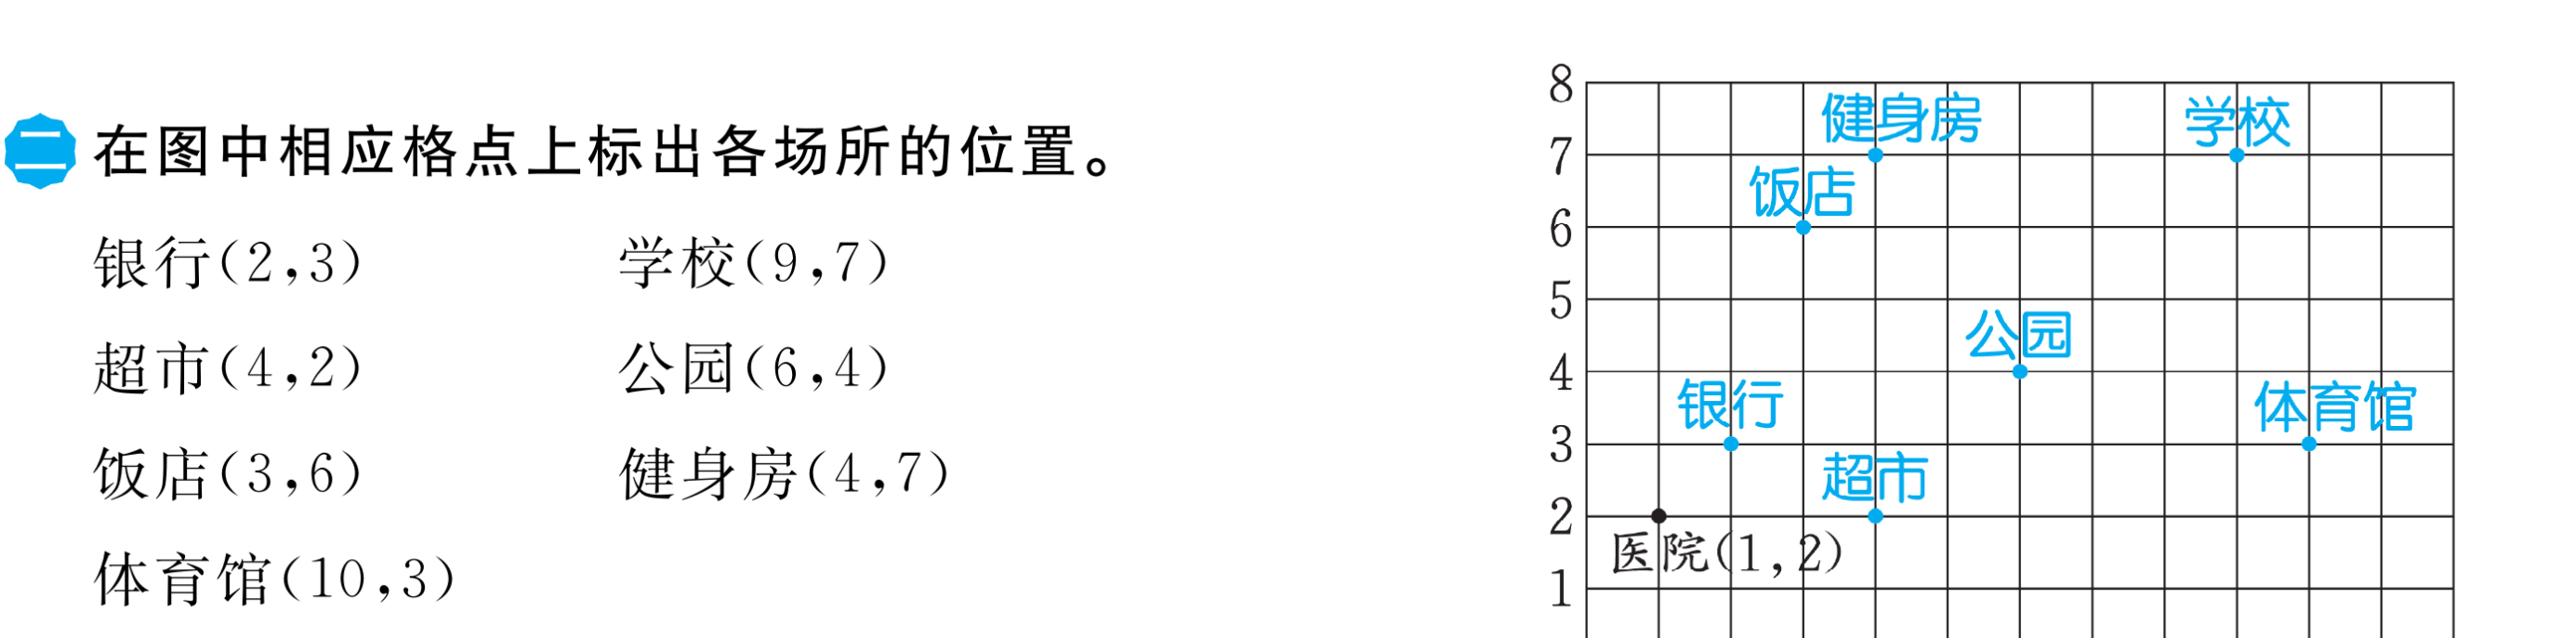 二 在图中相应格点上标出各场所的位置。
银行(2,3) 学校(9,7)
超市(4,2) 公园(6,4)
饭店(3,6) 健身房(4,7)
体育馆(10,3)
8
健身房 学校
7
饭店
6
5
公园
4
银行 体育馆
3
超市
2
医院(1,2)
1